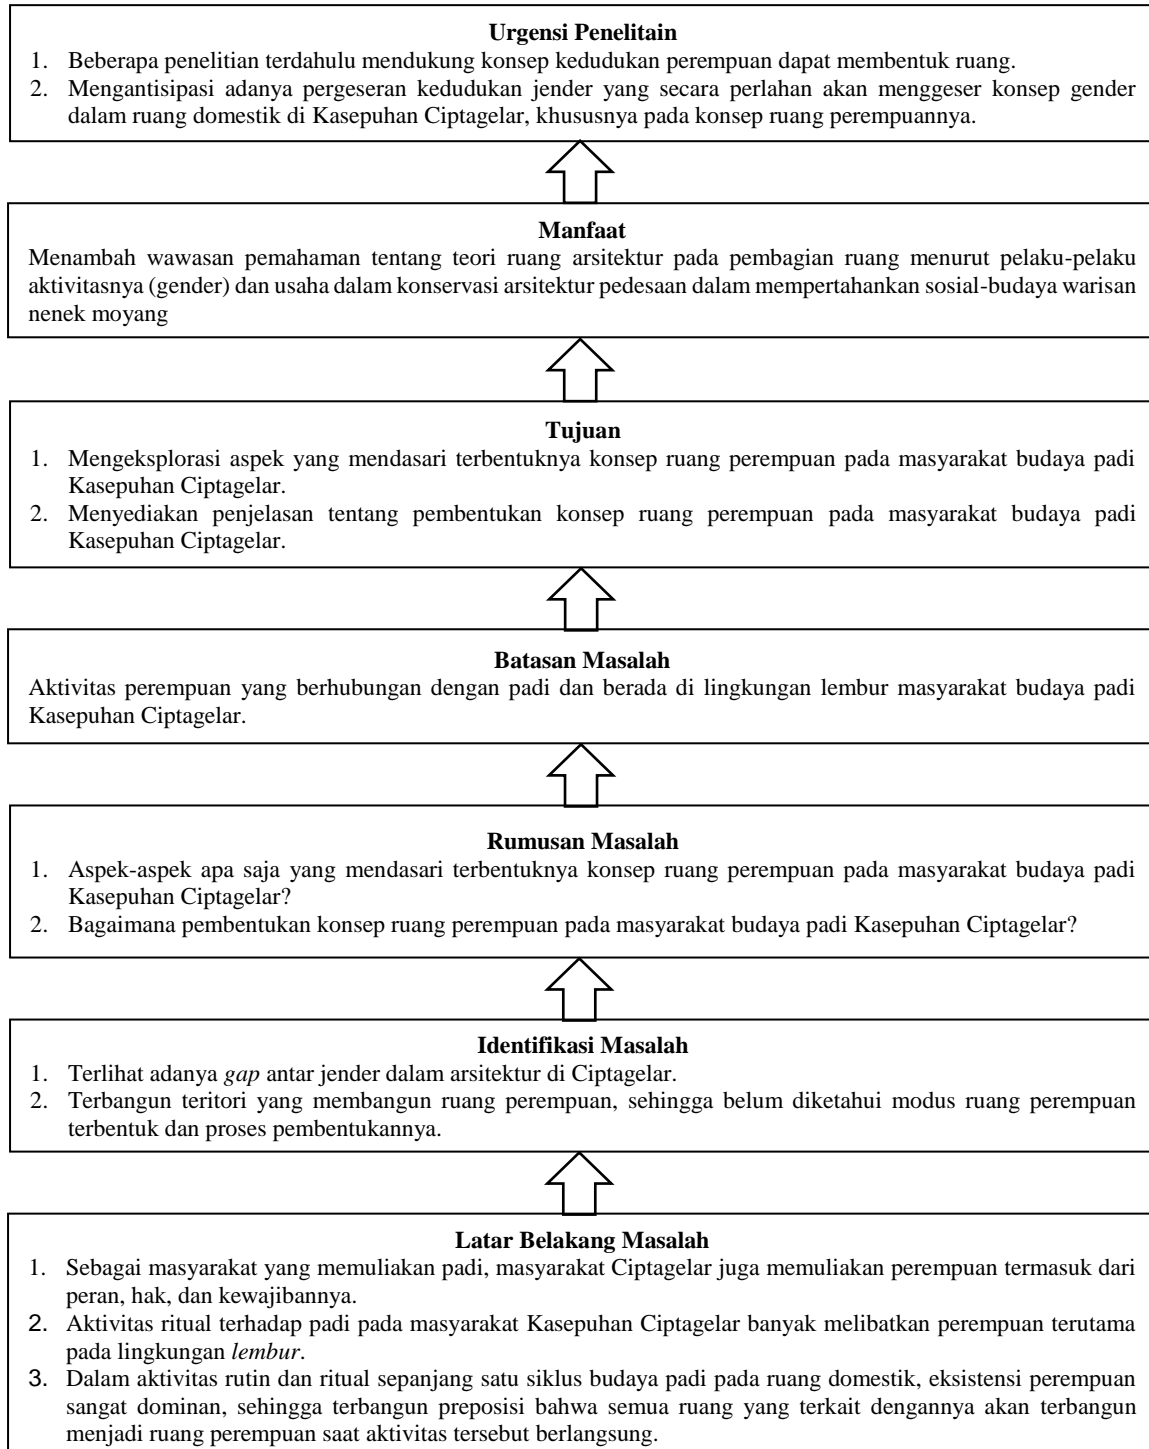 Urgensi Penelitain
1. Beberapa penelitian terdahulu mendukung konsep kedudukan perempuan dapat membentuk ruang.
2. Mengantisipasi adanya pergeseran kedudukan jender yang secara perlahan akan menggeser konsep gender
dalam ruang domestik di Kasepuhan Ciptagelar, khususnya pada konsep ruang perempuannya.
Manfaat
Menambah wawasan pemahaman tentang teori ruang arsitektur pada pembagian ruang menurut pelaku-pelaku
aktivitasnya (gender) dan usaha dalam konservasi arsitektur pedesaan dalam mempertahankan sosial-budaya warisan
nenek moyang
Tujuan
1. Mengeksplorasi aspek yang mendasari terbentuknya konsep ruang perempuan pada masyarakat budaya padi
Kasepuhan Ciptagelar.
2. Menyediakan penjelasan tentang pembentukan konsep ruang perempuan pada masyarakat budaya padi
Kasepuhan Ciptagelar.
Batasan Masalah
Aktivitas perempuan yang berhubungan dengan padi dan berada di lingkungan lembur masyarakat budaya padi
Kasepuhan Ciptagelar.
Rumusan Masalah
1. Aspek-aspek apa saja yang mendasari terbentuknya konsep ruang perempuan pada masyarakat budaya padi
Kasepuhan Ciptagelar?
2. Bagaimana pembentukan konsep ruang perempuan pada masyarakat budaya padi Kasepuhan Ciptagelar?
Identifikasi Masalah
1. Terlihat adanya gap antar jender dalam arsitektur di Ciptagelar.
2. Terbangun teritori yang membangun ruang perempuan, sehingga belum diketahui modus ruang perempuan
terbentuk dan proses pembentukannya.
Latar Belakang Masalah
1. Sebagai masyarakat yang memuliakan padi, masyarakat Ciptagelar juga memuliakan perempuan termasuk dari
peran, hak, dan kewajibannya.
2. Aktivitas ritual terhadap padi pada masyarakat Kasepuhan Ciptagelar banyak melibatkan perempuan terutama
pada lingkungan lembur.
3. Dalam aktivitas rutin dan ritual sepanjang satu siklus budaya padi pada ruang domestik, eksistensi perempuan
sangat dominan, sehingga terbangun preposisi bahwa semua ruang yang terkait dengannya akan terbangun
menjadi ruang perempuan saat aktivitas tersebut berlangsung.